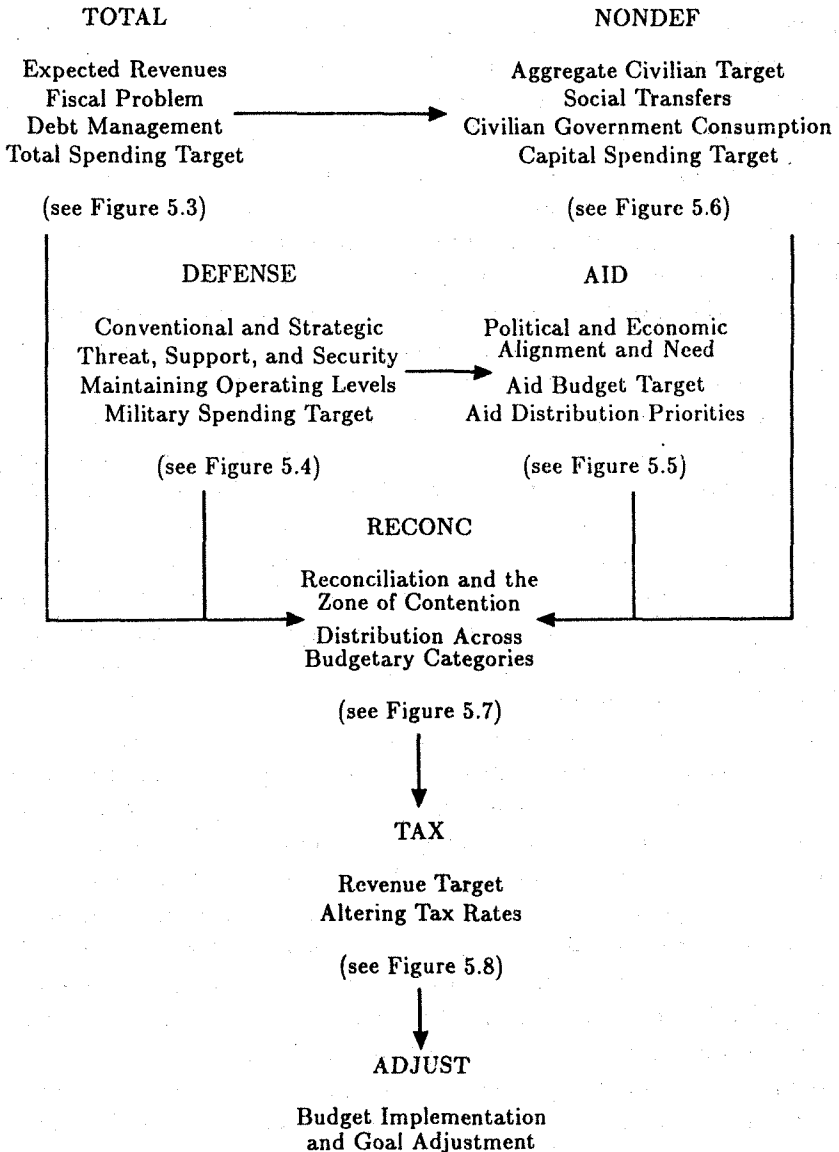 TOTAL
Expected Revenues
Fiscal Problem
Debt Management
Total Spending Target
(see Figure 5.3)
NONDEF
Aggregate Civilian Target
Social Transfers
Civilian Government Consumption
Capital Spending Target
(see Figure 5.6)
DEFENSE
Conventional and Strategic
Threat, Support, and Security
Maintaining Operating Levels
Military Spending Target
(see Figure 5.4)
AID
Political and Economic
Alignment and Need
Aid Budget Target
Aid Distribution Priorities
(see Figure 5.5)
RECONC
Reconciliation and the
Zone of Contention
Distribution Across
Budgetary Categories
(see Figure 5.7)
TAX
Revenue Target
Altering Tax Rates
(see Figure 5.8)
ADJUST
Budget Implementation
and Goal Adjustment